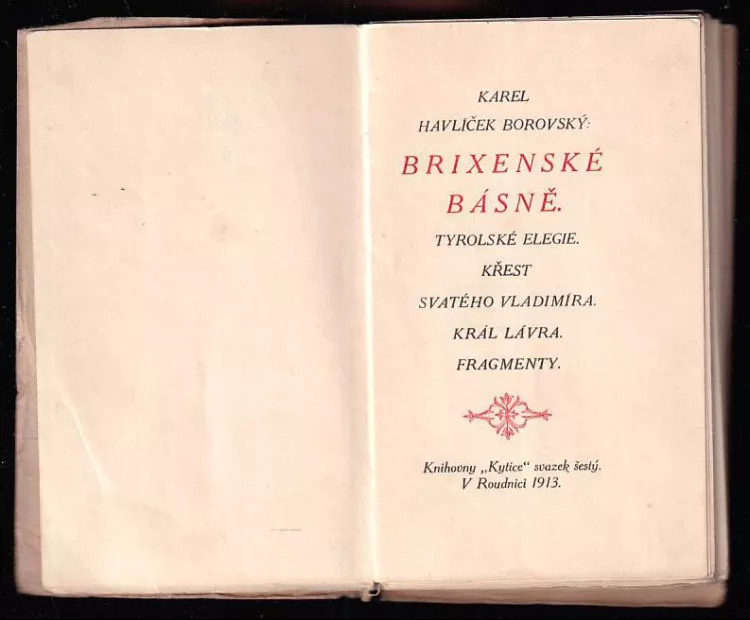 KAREL
HAVLÍČEK BOROVSKÝ:
BRIXENSKÉ
BÁSNĚ.
TYROLSKÉ ELEGIE.
KŘEST
SVATÉHO VLADIMÍRA.
KRÁL LÁVRA.
FRAGMENTY.
Knihovny „Kytice“ svazek šestý.
V Roudnici 1913.